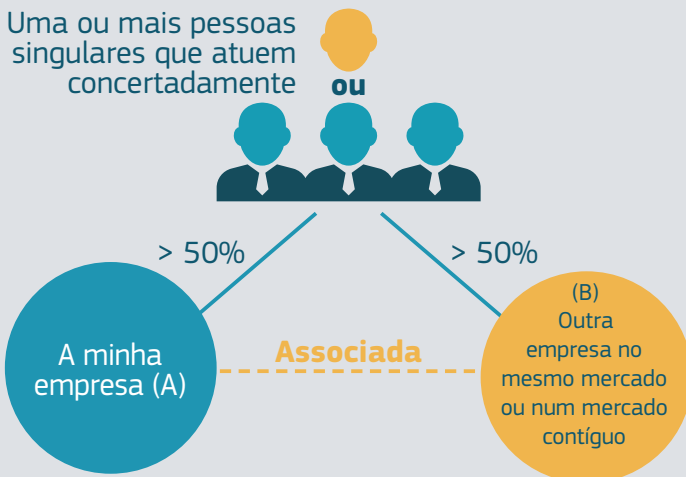 Uma ou mais pessoas
singulares que atuem
concertadamente
ou
> 50%
> 50%
A minha
empresa (A)
Associada
(B)
Outra
empresa no
mesmo mercado
ou num mercado
contíguo